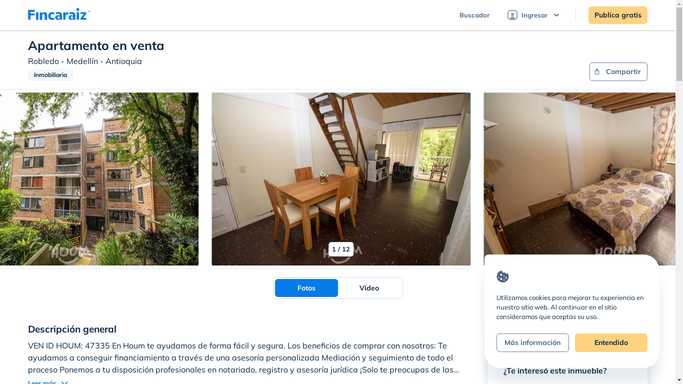 Fincaraiz
Buscador
Ingresar
Publica gratis
Apartamento en venta
Robledo - Medellín - Antioquia
Inmobiliaria
Compartir
HOUM
HOUM
HOUM
1 / 12
Fotos
Video
Utilizamos cookies para mejorar tu experiencia en
nuestro sitio web. Al continuar en el sitio
consideramos que aceptas su uso.
Más información
Entendido
Descripción general
VEN ID HOUM: 47335 En Houm te ayudamos de forma fácil y segura. Los beneficios de comprar con nosotros: Te
ayudamos a conseguir financiamiento a través de una asesoría personalizada Mediación y seguimiento de todo el
proceso Ponemos a tu disposición profesionales en notariado, registro y asesoría jurídica ¡Solo te preocupas de las...
Leer más
¿Te interesó este inmueble?